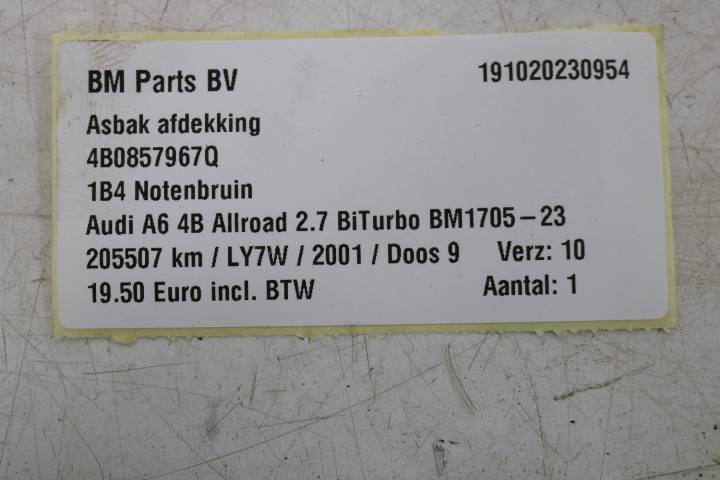 BM Parts BV 191020230954
Asbak afdekking
4B0857967Q
1B4 Notenbruin
Audi A6 4B Allroad 2.7 BiTurbo BM1705-23
205507 km / LY7W / 2001 / Doos 9 Verz: 10
19.50 Euro incl. BTW Aantal: 1